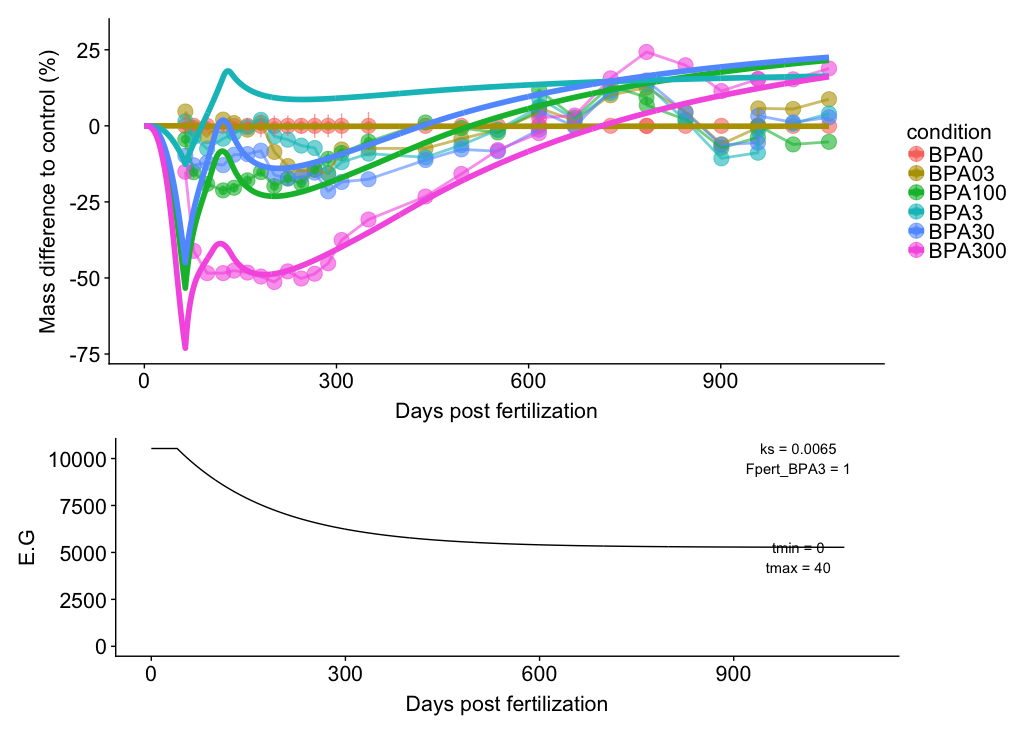 Mass difference to control (%)
25
0
-25
-50
-75
0
300
600
900
Days post fertilization
condition
BPA0
BPA03
BPA100
BPA3
BPA30
BPA300
E.G
10000
7500
5000
2500
0
ks = 0.0065
Fpert_BPA3 = 1
tmin = 0
tmax = 40
0
300
600
900
Days post fertilization